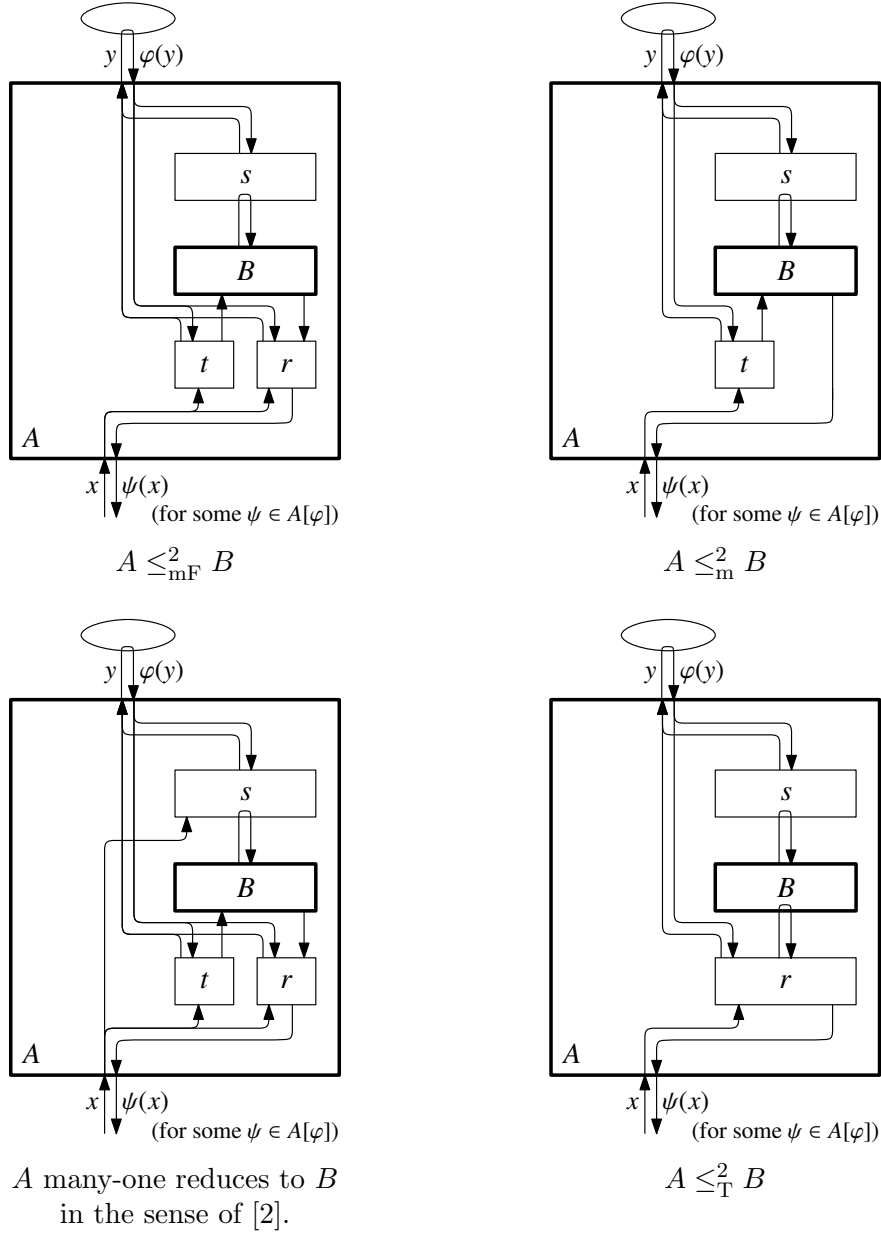 y φ(y)
s
B
t r
A
x ψ(x)
(for some ψ ∈ A[φ])
A ≤²_mF B
y φ(y)
s
B
t
A
x ψ(x)
(for some ψ ∈ A[φ])
A ≤²_m B
y φ(y)
s
B
t r
A
x ψ(x)
(for some ψ ∈ A[φ])
A many-one reduces to B
in the sense of [2].
y φ(y)
s
B
r
A
x ψ(x)
(for some ψ ∈ A[φ])
A ≤²_T B